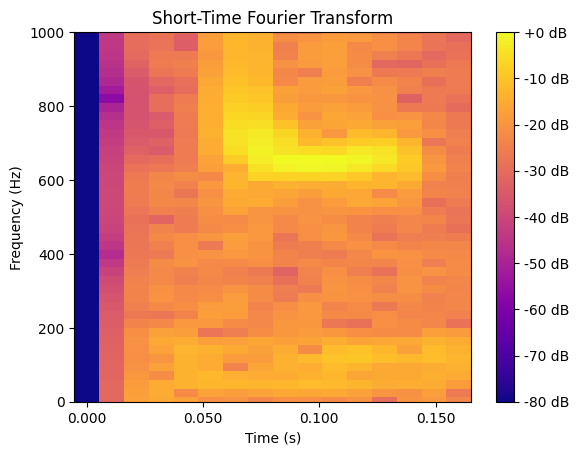 Short-Time Fourier Transform
Frequency (Hz)
1000
800
600
400
200
0
0.000 0.050 0.100 0.150
Time (s)
+0 dB
-10 dB
-20 dB
-30 dB
-40 dB
-50 dB
-60 dB
-70 dB
-80 dB